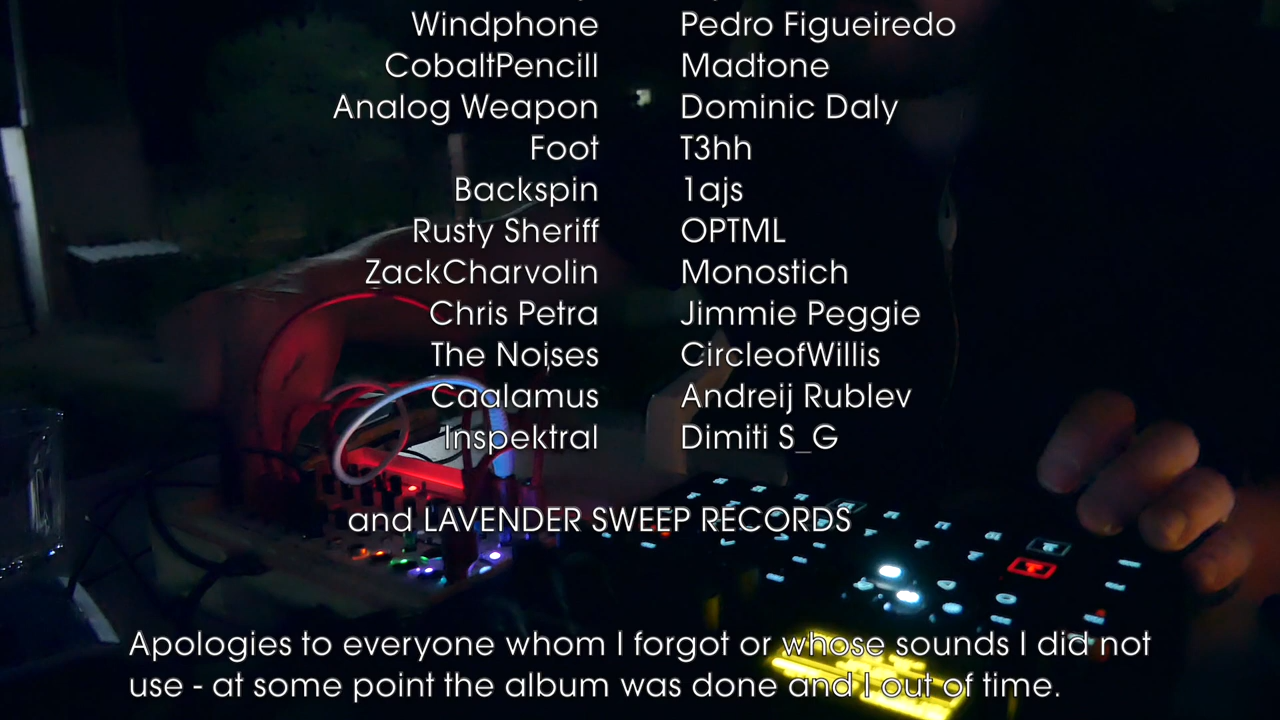 Windphone Pedro Figueiredo
CobaltPencill Madtone
Analog Weapon Dominic Daly
Foot T3hh
Backspin 1ajs
Rusty Sheriff OPTML
ZackCharvolin Monostich
Chris Petra Jimmie Peggie
The Noises CircleofWillis
Caalamus Andreij Rublev
Inspektral Dimiti S_G
and LAVENDER SWEEP RECORDS
Apologies to everyone whom I forgot or whose sounds I did not
use - at some point the album was done and I out of time.